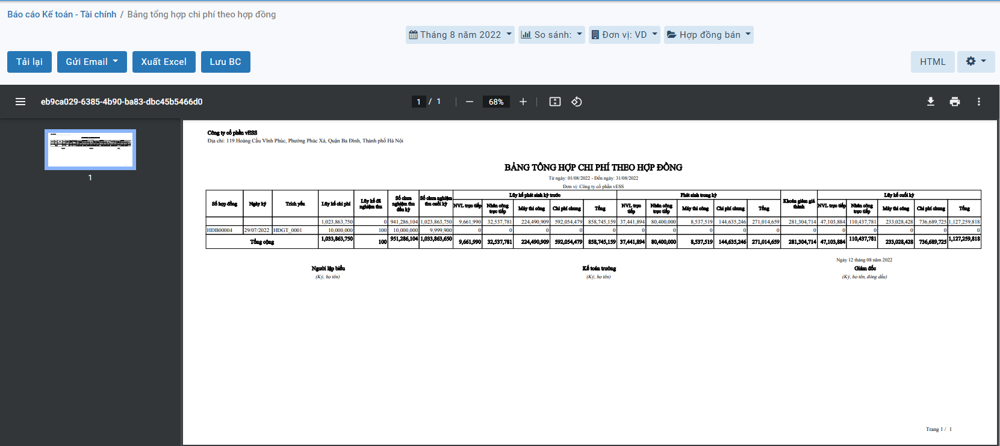 Báo cáo Kế toán - Tài chính / Bảng tổng hợp chi phí theo hợp đồng
Tháng 8 năm 2022 So sánh: Đơn vị: VD Hợp đồng bán
Tải lại Gửi Email Xuất Excel Lưu BC HTML
eb9ca029-6385-4b90-ba83-dbc45b5466d0 1 / 1 68%
1
Công ty cổ phần vESS
Địa chỉ: 119 Hoàng Cầu Vĩnh Phúc, Phường Phúc Xá, Quận Ba Đình, Thành phố Hà Nội
BẢNG TỔNG HỢP CHI PHÍ THEO HỢP ĐỒNG
Từ ngày: 01/08/2022 - Đến ngày: 31/08/2022
Đơn vị: Công ty cổ phần vESS
Số hợp đồng Ngày ký Trích yếu Lũy kế chi phí Lũy kế đã nghiệm thu Số chưa nghiệm thu đầu kỳ Số chưa nghiệm thu cuối kỳ Lũy kế phát sinh kỳ trước Phát sinh trong kỳ Khoản giảm giá thành Lũy kế cuối kỳ
NVL trực tiếp Nhân công trực tiếp Máy thi công Chi phí chung Tổng NVL trực tiếp Nhân công trực tiếp Máy thi công Chi phí chung Tổng NVL trực tiếp Nhân công trực tiếp Máy thi công Chi phí chung Tổng
1,023,863,750 0 941,286,104 1,023,863,750 9,661,990 32,537,781 224,490,909 592,054,479 858,745,159 37,441,894 80,400,000 8,537,519 144,635,246 271,014,659 281,304,714 47,103,884 110,437,781 233,028,428 736,689,725 1,127,259,818
HĐB00004 29/07/2022 HĐGT_0001 10,000,000 100 10,000,000 9,999,900 0 0 0 0 0 0 0 0 0 0 0 0 0 0 0 0
Tổng cộng 1,033,863,750 100 951,286,104 1,033,863,650 9,661,990 32,537,781 224,490,909 592,054,479 858,745,159 37,441,894 80,400,000 8,537,519 144,635,246 271,014,659 281,304,714 47,103,884 110,437,781 233,028,428 736,689,725 1,127,259,818
Ngày 12 tháng 08 năm 2022
Người lập biểu Kế toán trưởng Giám đốc
(Ký, họ tên) (Ký, họ tên) (Ký, họ tên, đóng dấu)
Trang 1 / 1